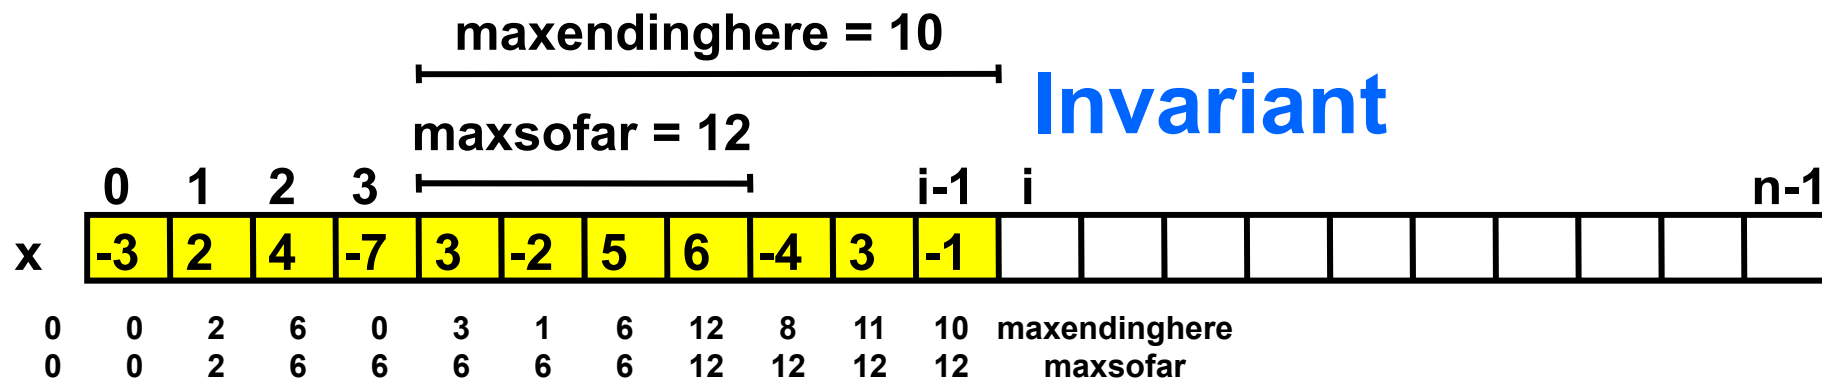 maxendinghere = 10
Invariant
maxsofar = 12
0 1 2 3 i-1 i n-1
x -3 2 4 -7 3 -2 5 6 -4 3 -1
0 0 2 6 0 3 1 6 12 8 11 10 maxendinghere
0 0 2 6 6 6 6 6 12 12 12 12 maxsofar